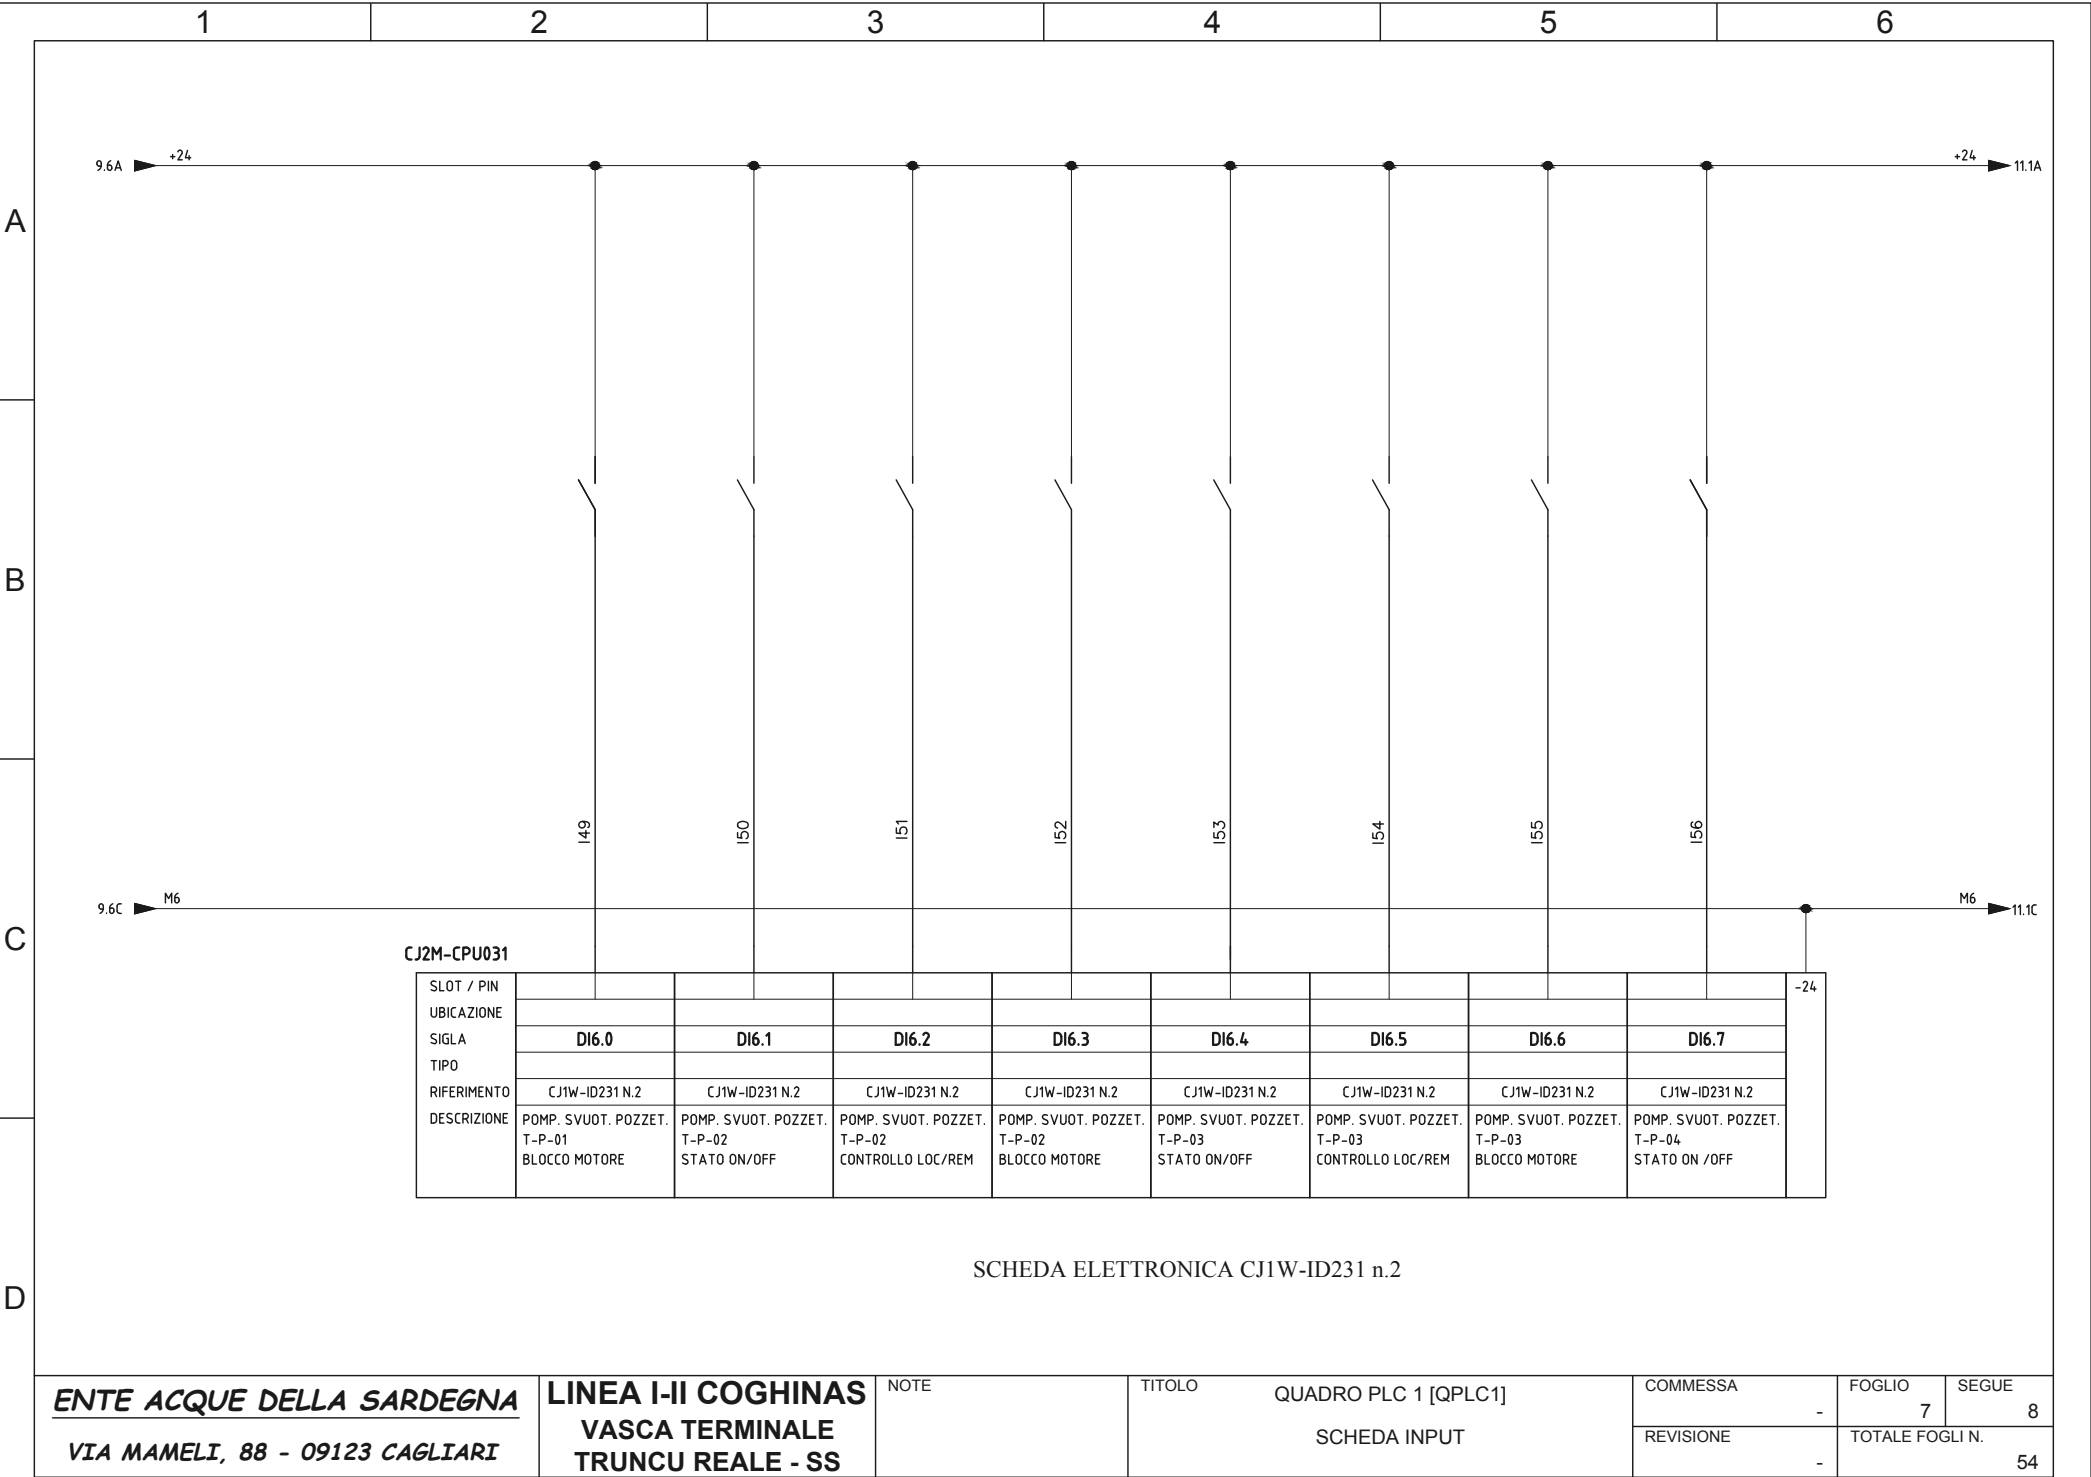 1 2 3 4 5 6
A
B
C
D
9.6A +24 +24 11.1A
I49 I50 I51 I52 I53 I54 I55 I56
9.6C M6 M6 11.1C
CJ2M-CPU031
SLOT / PIN -24
UBICAZIONE
SIGLA DI6.0 DI6.1 DI6.2 DI6.3 DI6.4 DI6.5 DI6.6 DI6.7
TIPO
RIFERIMENTO CJ1W-ID231 N.2 CJ1W-ID231 N.2 CJ1W-ID231 N.2 CJ1W-ID231 N.2 CJ1W-ID231 N.2 CJ1W-ID231 N.2 CJ1W-ID231 N.2 CJ1W-ID231 N.2
DESCRIZIONE POMP. SVUOT. POZZET. POMP. SVUOT. POZZET. POMP. SVUOT. POZZET. POMP. SVUOT. POZZET. POMP. SVUOT. POZZET. POMP. SVUOT. POZZET. POMP. SVUOT. POZZET. POMP. SVUOT. POZZET.
T-P-01 T-P-02 T-P-02 T-P-02 T-P-03 T-P-03 T-P-03 T-P-04
BLOCCO MOTORE STATO ON/OFF CONTROLLO LOC/REM BLOCCO MOTORE STATO ON/OFF CONTROLLO LOC/REM BLOCCO MOTORE STATO ON /OFF
SCHEDA ELETTRONICA CJ1W-ID231 n.2
ENTE ACQUE DELLA SARDEGNA
VIA MAMELI, 88 - 09123 CAGLIARI
LINEA I-II COGHINAS
VASCA TERMINALE
TRUNCU REALE - SS
NOTE
TITOLO
QUADRO PLC 1 [QPLC1]
SCHEDA INPUT
COMMESSA
-
REVISIONE
-
FOGLIO
7
SEGUE
8
TOTALE FOGLI N.
54